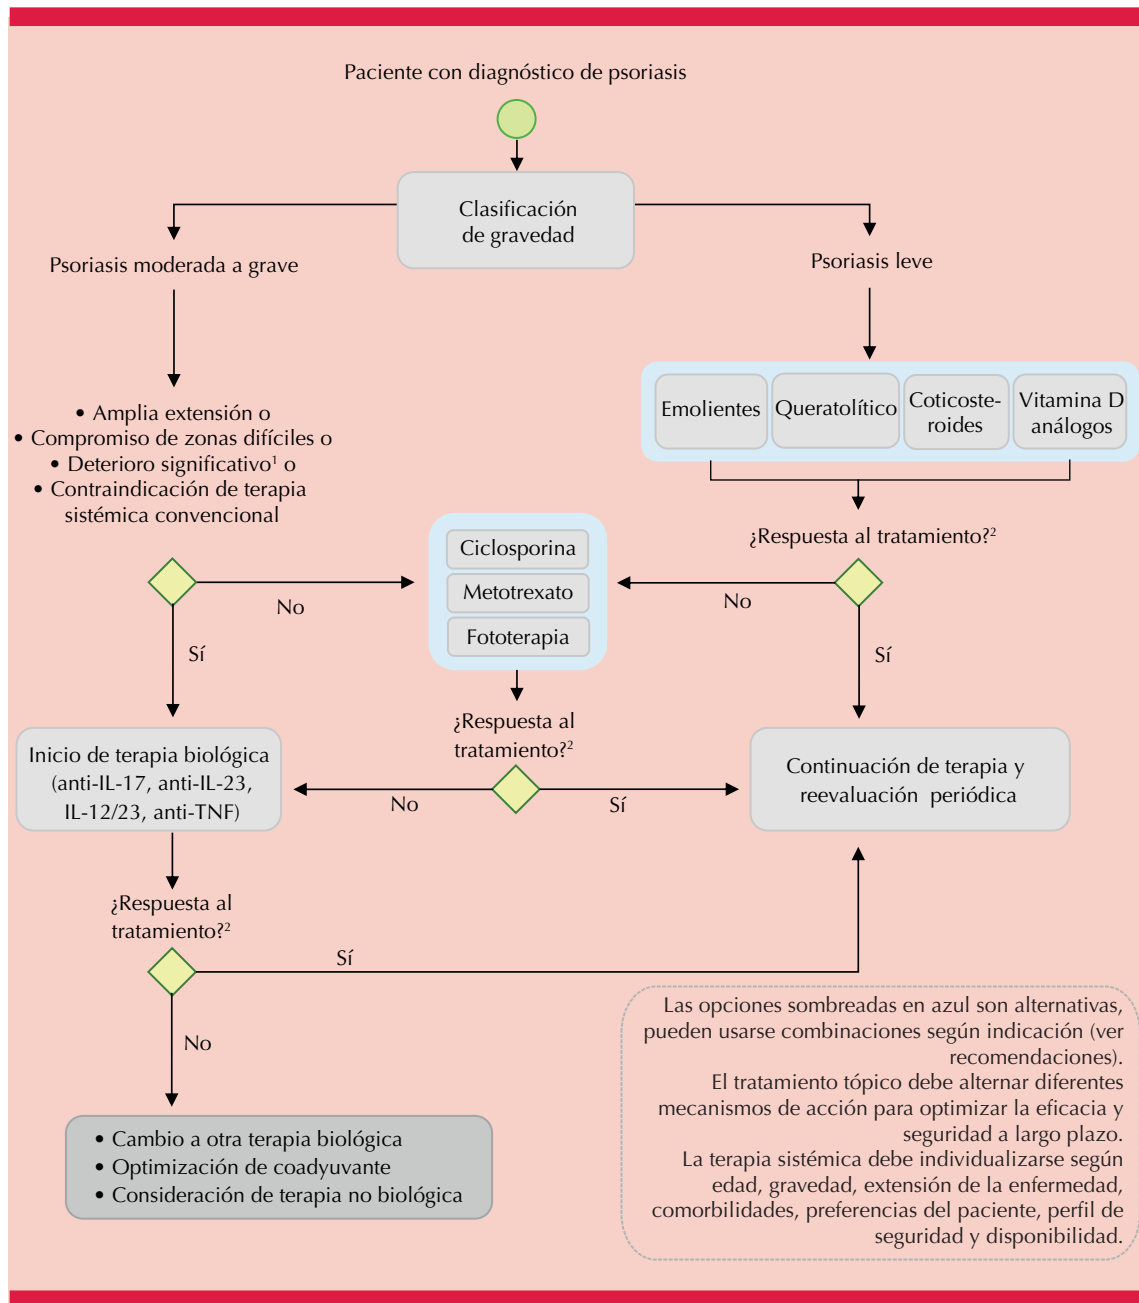 Paciente con diagnóstico de psoriasis
Clasificación
de gravedad
Psoriasis moderada a grave
Psoriasis leve
• Amplia extensión o
• Compromiso de zonas difíciles o
• Deterioro significativo¹ o
• Contraindicación de terapia
sistémica convencional
Emolientes
Queratolítico
Coticoste-
roides
Vitamina D
análogos
¿Respuesta al tratamiento?²
Ciclosporina
Metotrexato
Fototerapia
No
No
Sí
Sí
¿Respuesta al
tratamiento?²
Inicio de terapia biológica
(anti-IL-17, anti-IL-23,
IL-12/23, anti-TNF)
No
Sí
Continuación de terapia y
reevaluación periódica
¿Respuesta al
tratamiento?²
Sí
No
• Cambio a otra terapia biológica
• Optimización de coadyuvante
• Consideración de terapia no biológica
Las opciones sombreadas en azul son alternativas,
pueden usarse combinaciones según indicación (ver
recomendaciones).
El tratamiento tópico debe alternar diferentes
mecanismos de acción para optimizar la eficacia y
seguridad a largo plazo.
La terapia sistémica debe individualizarse según
edad, gravedad, extensión de la enfermedad,
comorbilidades, preferencias del paciente, perfil de
seguridad y disponibilidad.